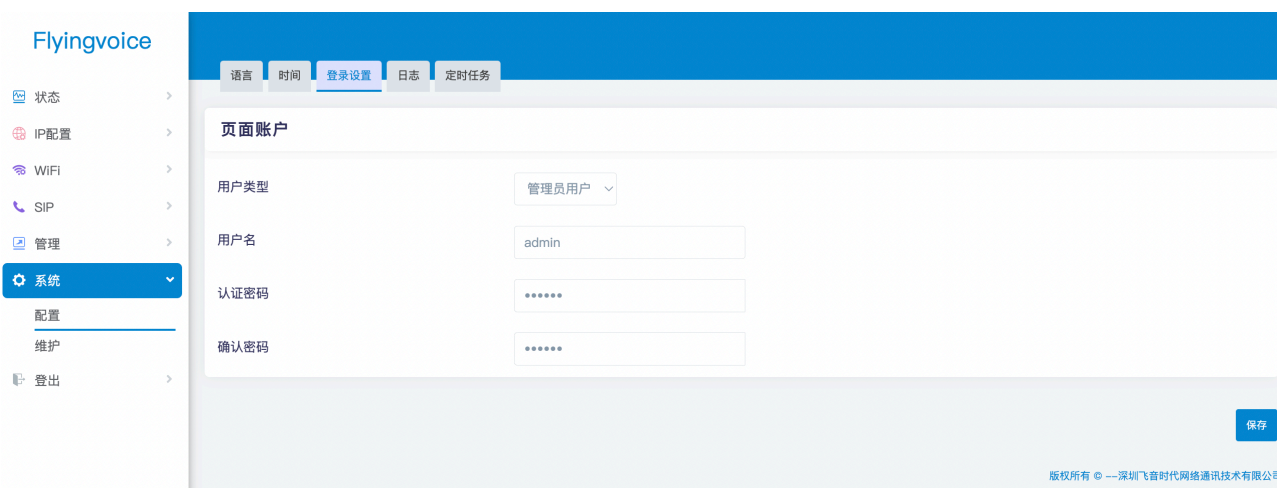 Flyingvoice
状态
IP配置
WiFi
SIP
管理
系统
配置
维护
登出
语言 时间 登录设置 日志 定时任务
页面账户
用户类型 管理员用户
用户名 admin
认证密码 ••••••
确认密码 ••••••
保存
版权所有 © ––深圳飞音时代网络通讯技术有限公司